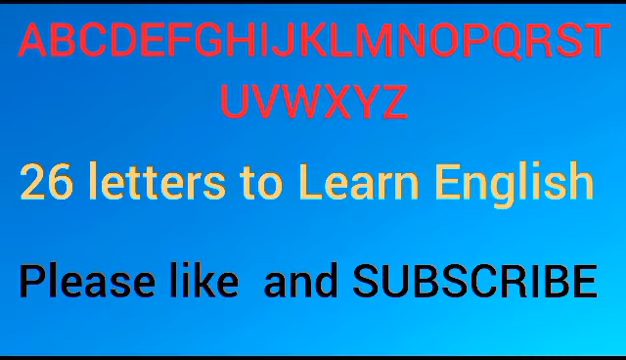 ABCDEFGHIJKLMNOPQRST
UVWXYZ
26 letters to Learn English
Please like  and SUBSCRIBE